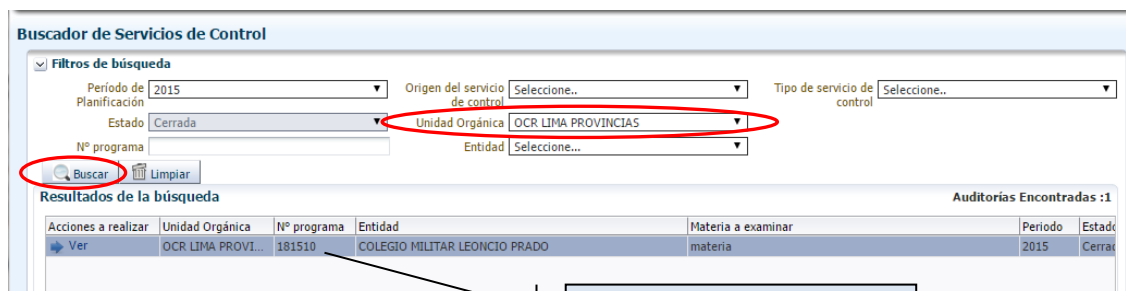 Buscador de Servicios de Control
Filtros de búsqueda
Período de Planificación 2015 Origen del servicio de control Seleccione.. Tipo de servicio de control Seleccione..
Estado Cerrada Unidad Orgánica OCR LIMA PROVINCIAS
Nº programa Entidad Seleccione...
Buscar Limpiar
Resultados de la búsqueda Auditorías Encontradas :1
Acciones a realizar Unidad Orgánica Nº programa Entidad Materia a examinar Periodo Estado
Ver OCR LIMA PROVI... 181510 COLEGIO MILITAR LEONCIO PRADO materia 2015 Cerrad